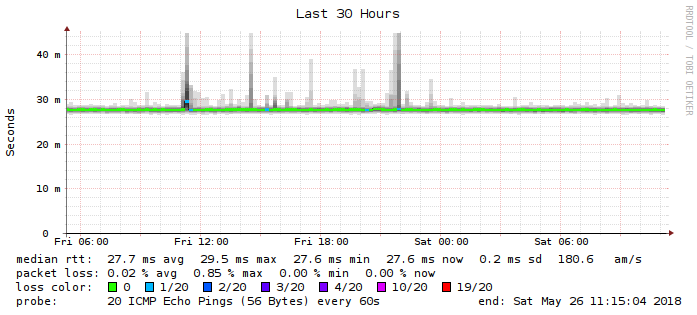 Last 30 Hours
RRDTOOL / TOBI OETIKER
Seconds
40 m
30 m
20 m
10 m
0
Fri 06:00 Fri 12:00 Fri 18:00 Sat 00:00 Sat 06:00
median rtt: 27.7 ms avg 29.5 ms max 27.6 ms min 27.6 ms now 0.2 ms sd 180.6 am/s
packet loss: 0.02 % avg 0.85 % max 0.00 % min 0.00 % now
loss color: 0 1/20 2/20 3/20 4/20 10/20 19/20
probe: 20 ICMP Echo Pings (56 Bytes) every 60s end: Sat May 26 11:15:04 2018